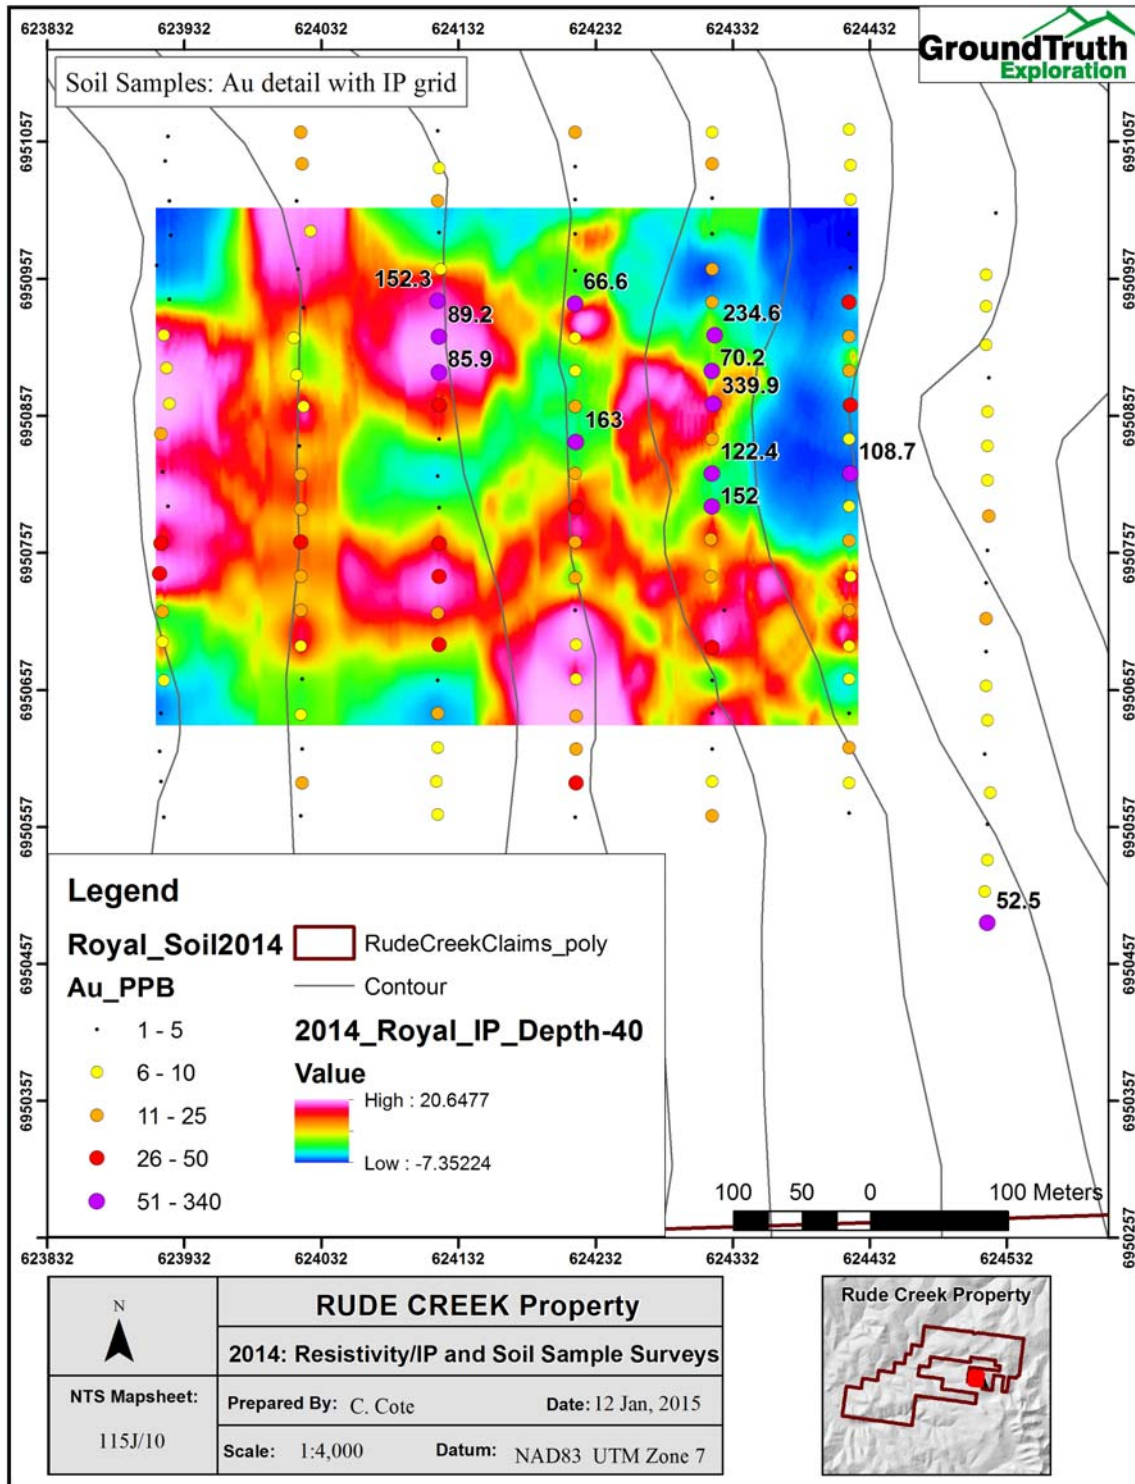 623832 623932 624032 624132 624232 624332 624432
GroundTruth
Exploration
Soil Samples: Au detail with IP grid
6951057 6951057
6950957 6950957
6950857 6950857
6950757 6950757
6950657 6950657
6950557 6950557
6950457 6950457
6950357 6950357
6950257
152.3
66.6
89.2
234.6
85.9
70.2
339.9
163
122.4
108.7
152
52.5
Legend
Royal_Soil2014
Au_PPB
1 - 5
6 - 10
11 - 25
26 - 50
51 - 340
RudeCreekClaims_poly
Contour
2014_Royal_IP_Depth-40
Value
High : 20.6477
Low : -7.35224
100 50 0 100 Meters
623832 623932 624032 624132 624232 624332 624432 624532
N
NTS Mapsheet:
115J/10
RUDE CREEK Property
2014: Resistivity/IP and Soil Sample Surveys
Prepared By: C. Cote Date: 12 Jan, 2015
Scale: 1:4,000 Datum: NAD83 UTM Zone 7
Rude Creek Property